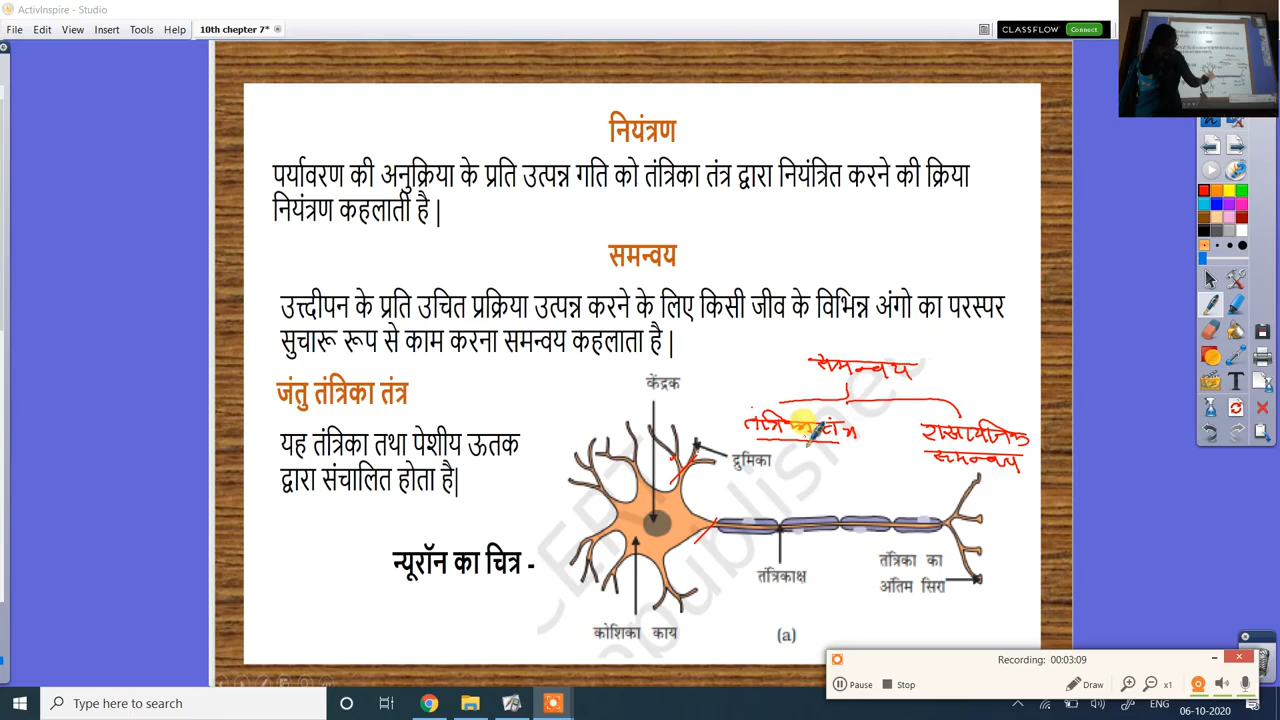 ActivInspire - Studio
File Edit View Insert Tools Help
10th chepter 7*
CLASSFLOW Connect
नियंत्रण
पर्यावरण की अनुक्रिया के प्रति उत्पन्न गति को तंत्रिका तंत्र द्वारा नियंत्रित करने की क्रिया
नियंत्रण कहलाती है |
समन्वय
उत्त्दीपन के प्रति उचित प्रक्रिया उत्पन्न करने के लिए किसी जीव के विभिन्न अंगो का परस्पर
सुचारू रूप से काम करना समन्वय कहलाता है |
समन्वय
जंतु तंत्रिका तंत्र
केंद्रक
तंत्रिका तंत्र
रासायनिक
समन्वय
यह तंत्रिका तथा पेशीय ऊतक
द्वारा संचालित होता है|
द्रुमिका
न्यूरॉन का चित्र -
तंत्रिकाक्ष
तंत्रिका का
अंतिम सिरा
कोशिका काय
(a)
Recording: 00:03:09
Pause Stop Draw x1
Type here to search
ENG
06-10-2020